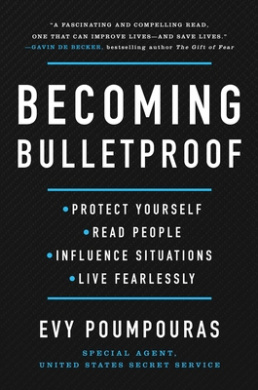 "A FASCINATING AND COMPELLING READ,
ONE THAT CAN IMPROVE LIVES—AND SAVE LIVES."
—GAVIN DE BECKER, bestselling author The Gift of Fear
BECOMING
BULLETPROOF
•PROTECT YOURSELF
•READ PEOPLE
•INFLUENCE SITUATIONS
•LIVE FEARLESSLY
EVY POUMPOURAS
SPECIAL AGENT,
UNITED STATES SECRET SERVICE